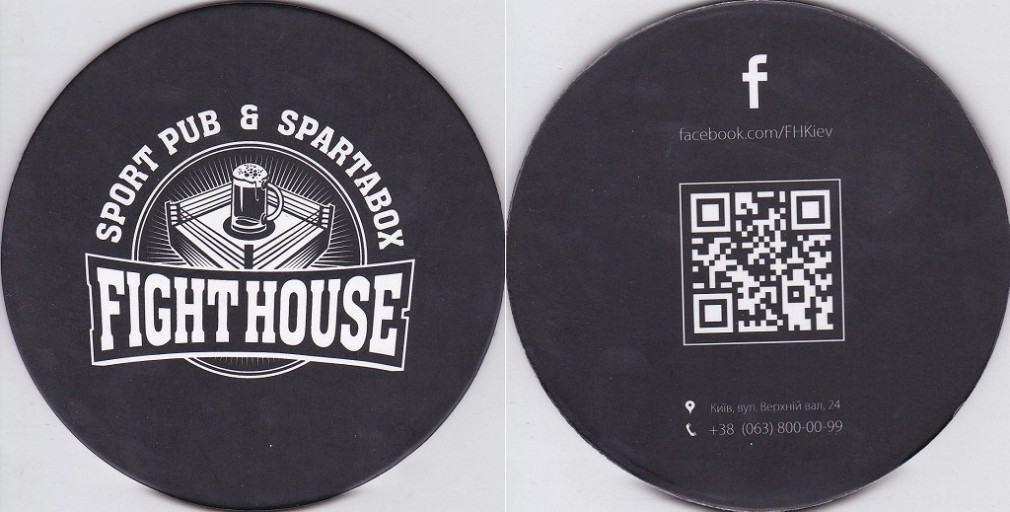 SPORT PUB & SPARTABOX
FIGHT HOUSE
f
facebook.com/FHKiev
Київ, вул. Верхній вал, 24
+38 (063) 800-00-99